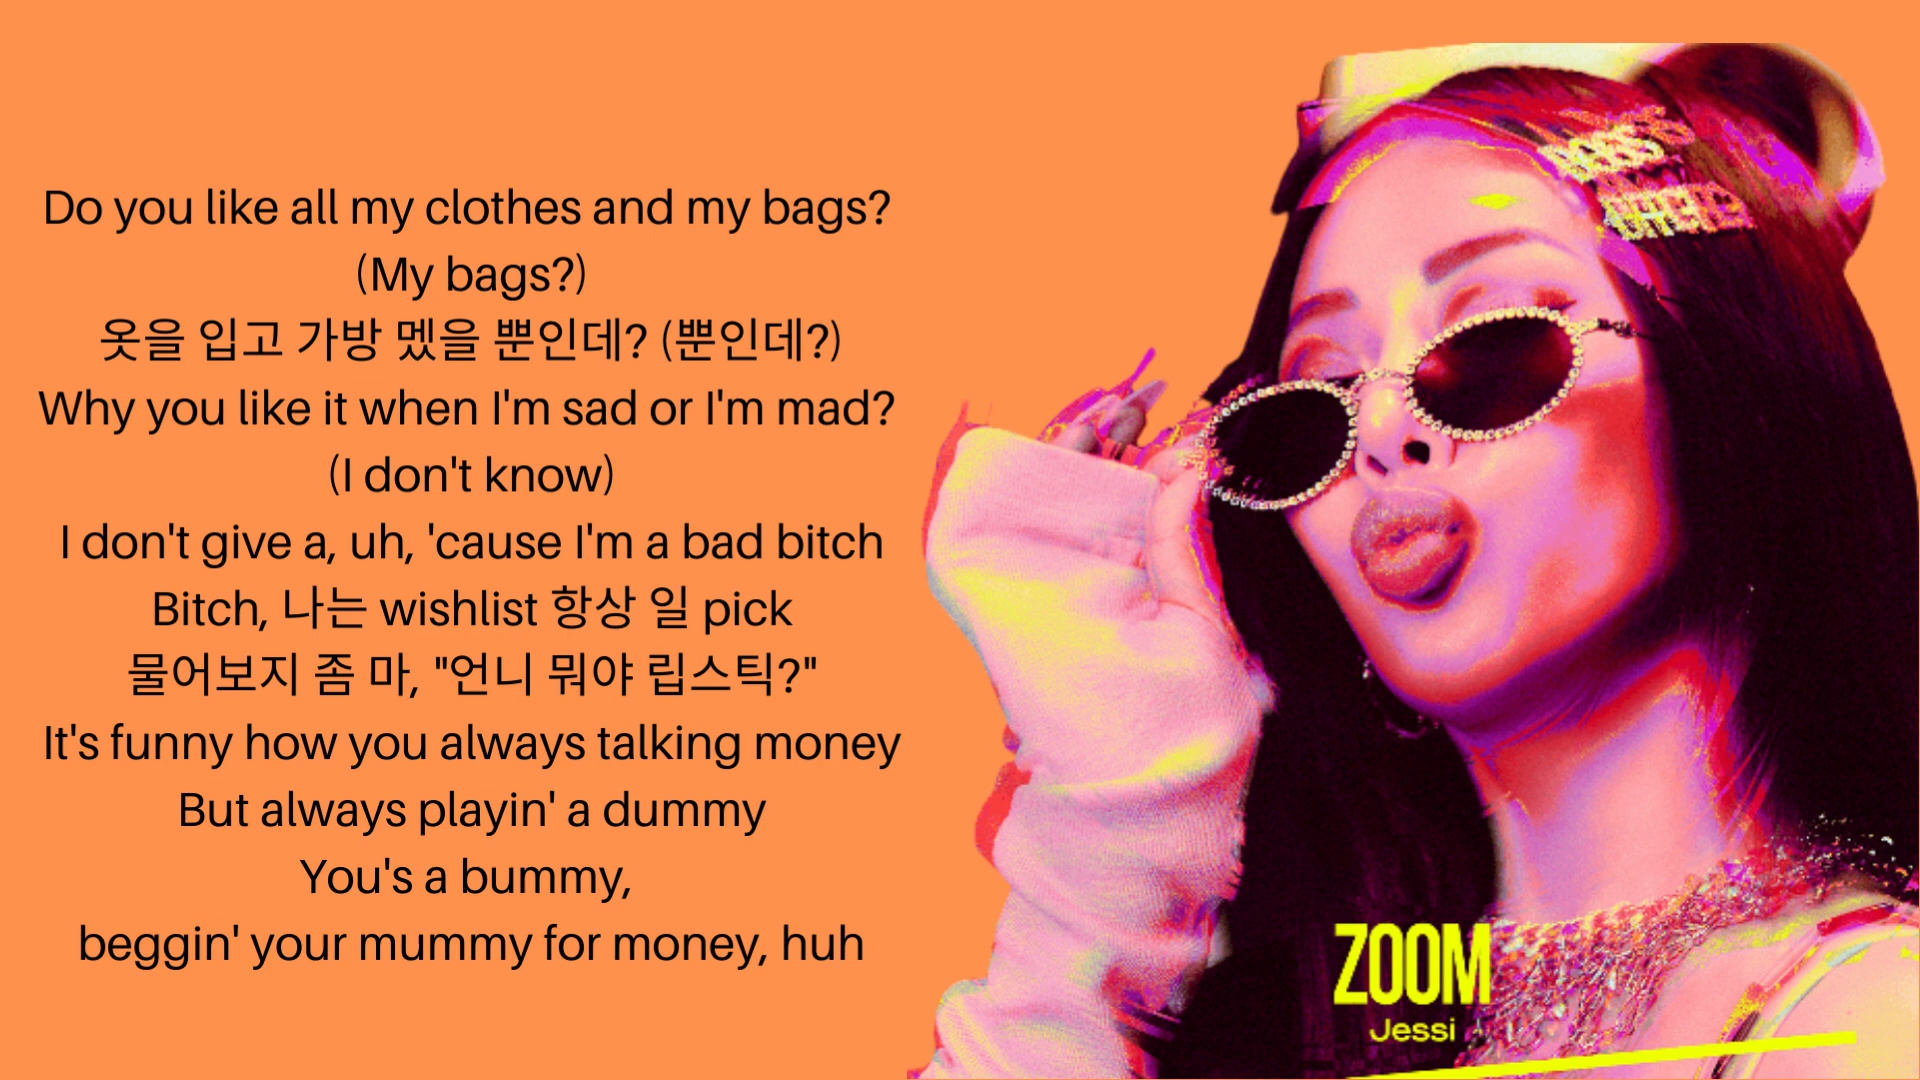 Do you like all my clothes and my bags?
(My bags?)
옷을 입고 가방 멨을 뿐인데? (뿐인데?)
Why you like it when I'm sad or I'm mad?
(I don't know)
I don't give a, uh, 'cause I'm a bad bitch
Bitch, 나는 wishlist 항상 일 pick
물어보지 좀 마, "언니 뭐야 립스틱?"
It's funny how you always talking money
But always playin' a dummy
You's a bummy,
beggin' your mummy for money, huh
ZOOM
Jessi